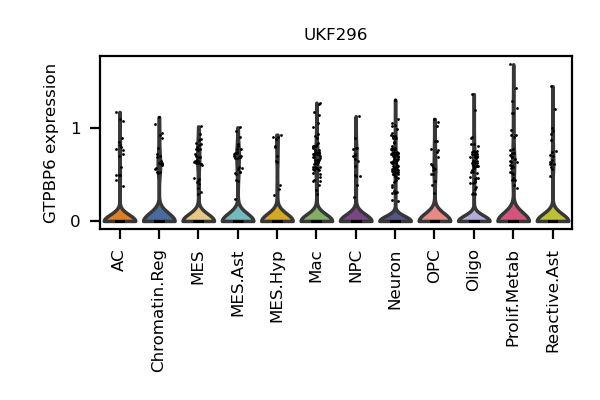 UKF296
GTPBP6 expression
1
0
AC
Chromatin.Reg
MES
MES.Ast
MES.Hyp
Mac
NPC
Neuron
OPC
Oligo
Prolif.Metab
Reactive.Ast